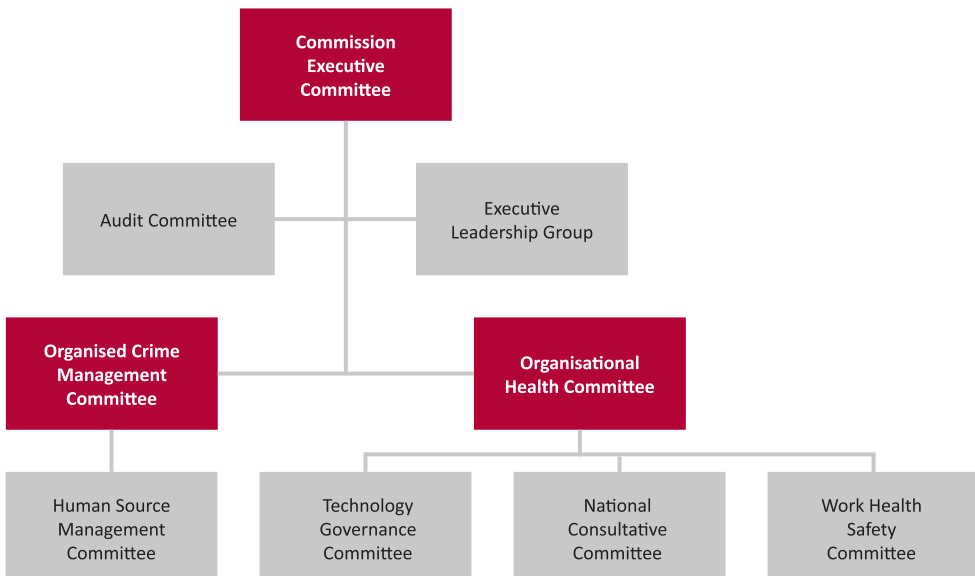 Commission
Executive
Committee
Audit Committee
Executive
Leadership Group
Organised Crime
Management
Committee
Organisational
Health Committee
Human Source
Management
Committee
Technology
Governance
Committee
National
Consultative
Committee
Work Health
Safety
Committee